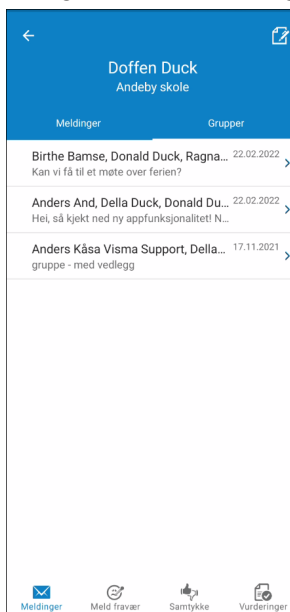 Doffen Duck
Andeby skole
Meldinger Grupper
Birthe Bamse, Donald Duck, Ragna... 22.02.2022
Kan vi få til et møte over ferien?
Anders And, Della Duck, Donald Du... 22.02.2022
Hei, så kjekt ned ny appfunksjonalitet! N...
Anders Kåsa Visma Support, Della... 17.11.2021
gruppe - med vedlegg
Meldinger Meld fravær Samtykke Vurderinger